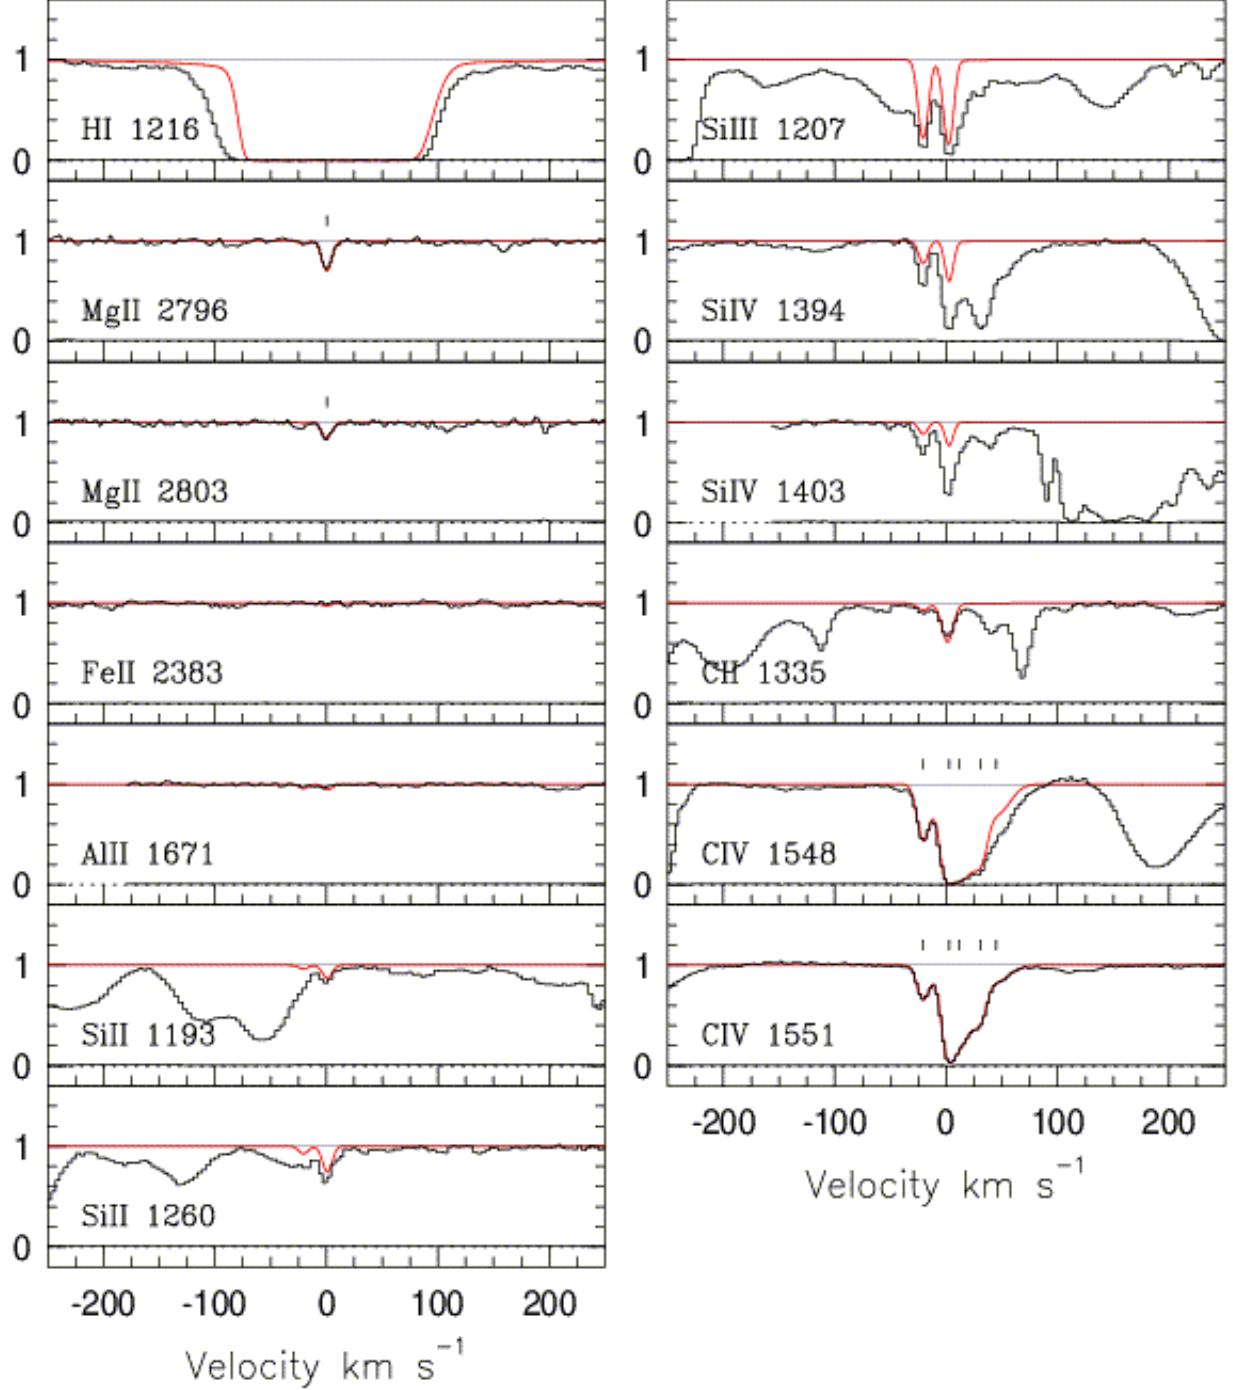 1
HI 1216
0
1
MgII 2796
0
1
MgII 2803
0
1
FeII 2383
0
1
AlII 1671
0
1
SiII 1193
0
1
SiII 1260
0
-200 -100 0 100 200
Velocity km s⁻¹
1
SiIII 1207
0
1
SiIV 1394
0
1
SiIV 1403
0
1
CII 1335
0
1
CIV 1548
0
1
CIV 1551
0
-200 -100 0 100 200
Velocity km s⁻¹